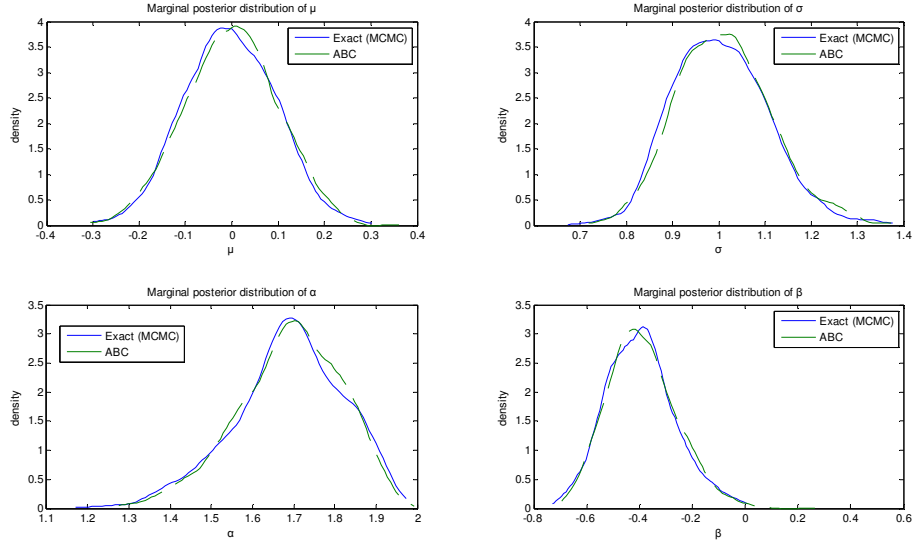 Marginal posterior distribution of μ
4
3.5
3
2.5
2
1.5
1
0.5
0
density
Exact (MCMC)
ABC
-0.4 -0.3 -0.2 -0.1 0 0.1 0.2 0.3 0.4
μ
Marginal posterior distribution of σ
4
3.5
3
2.5
2
1.5
1
0.5
0
density
Exact (MCMC)
ABC
0.7 0.8 0.9 1 1.1 1.2 1.3 1.4
σ
Marginal posterior distribution of α
3.5
3
2.5
2
1.5
1
0.5
0
density
Exact (MCMC)
ABC
1.1 1.2 1.3 1.4 1.5 1.6 1.7 1.8 1.9 2
α
Marginal posterior distribution of β
3.5
3
2.5
2
1.5
1
0.5
0
density
Exact (MCMC)
ABC
-0.8 -0.6 -0.4 -0.2 0 0.2 0.4 0.6
β